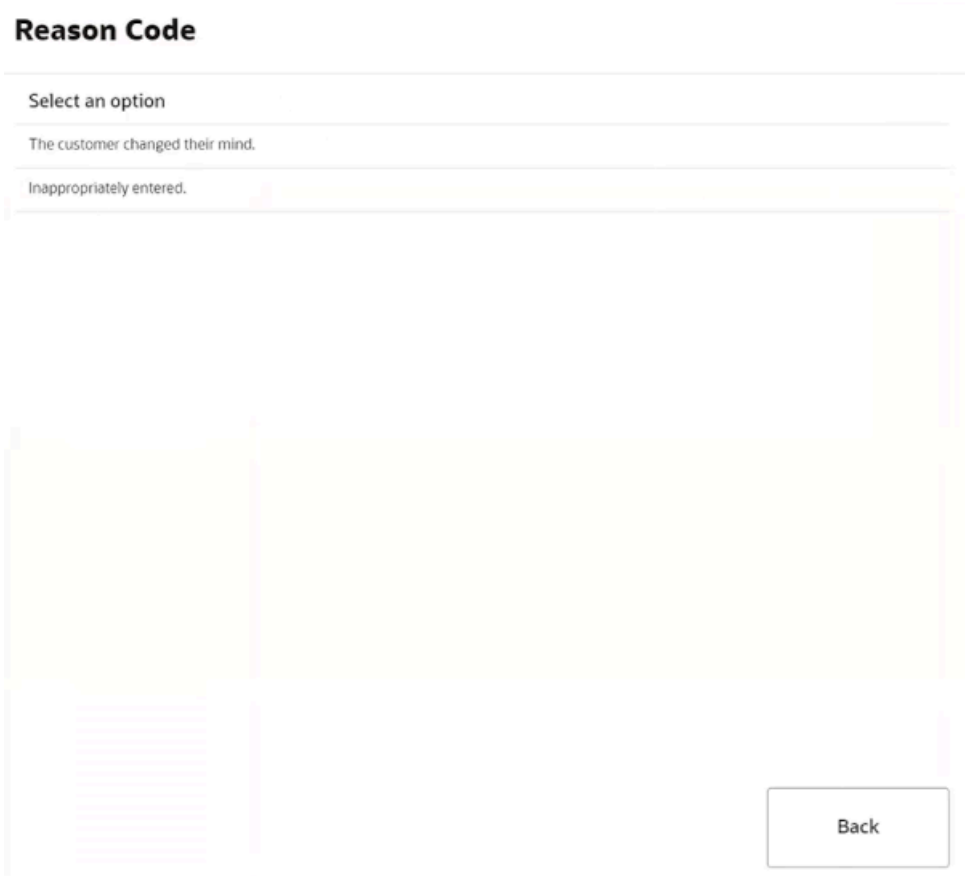 Reason Code
Select an option
The customer changed their mind.
Inappropriately entered.
Back